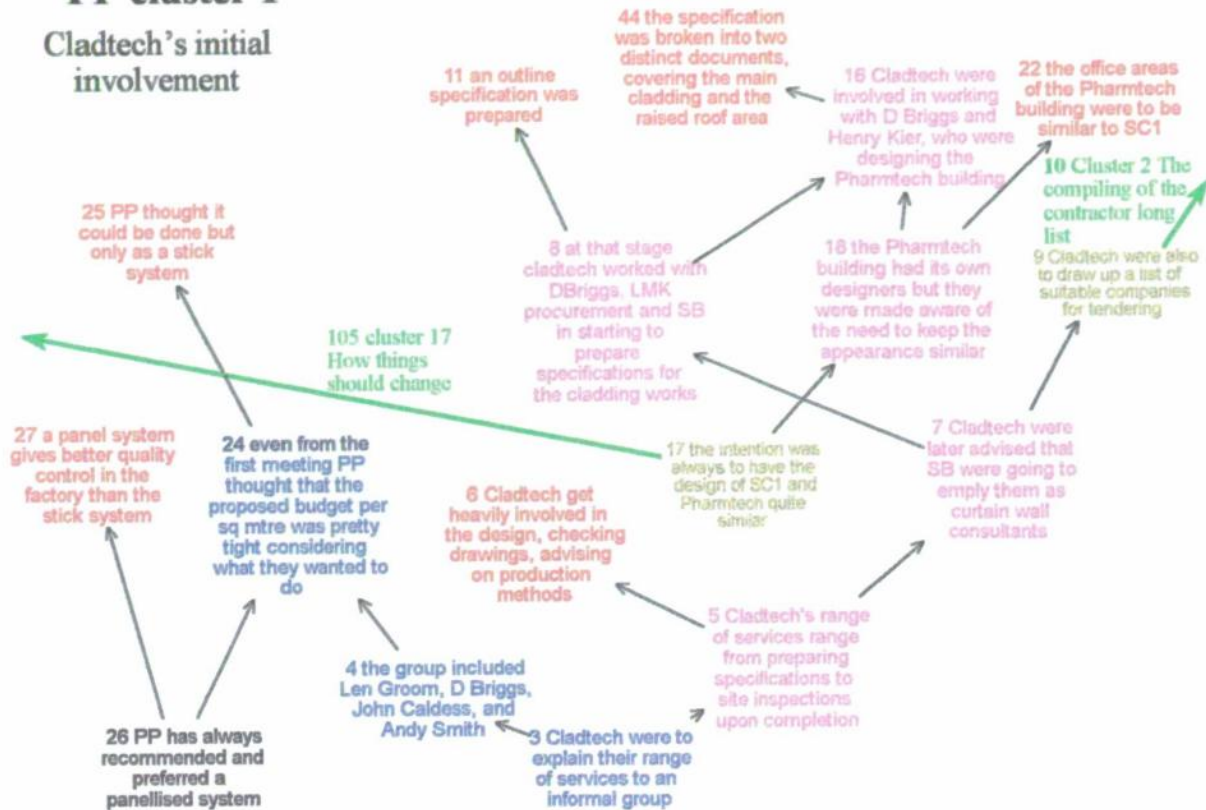 PP cluster 1
Cladtech's initial
involvement
44 the specification
was broken into two
distinct documents,
covering the main
cladding and the
raised roof area
11 an outline
specification was
prepared
16 Cladtech were
involved in working
with D Briggs and
Henry Kier, who were
designing the
Pharmtech building
22 the office areas
of the Pharmtech
building were to be
similar to SC1
10 Cluster 2 The
compiling of the
contractor long
list
9 Cladtech were also
to draw up a list of
suitable companies
for tendering
25 PP thought it
could be done but
only as a stick
system
8 at that stage
cladtech worked with
DBriggs, LMK
procurement and SB
in starting to
prepare
specifications for
the cladding works
18 the Pharmtech
building had its own
designers but they
were made aware of
the need to keep the
appearance similar
105 cluster 17
How things
should change
27 a panel system
gives better quality
control in the
factory than the
stick system
24 even from the
first meeting PP
thought that the
proposed budget per
sq mtre was pretty
tight considering
what they wanted to
do
17 the intention was
always to have the
design of SC1 and
Pharmtech quite
similar
7 Cladtech were
later advised that
SB were going to
emply them as
curtain wall
consultants
6 Cladtech get
heavily involved in
the design, checking
drawings, advising
on production
methods
5 Cladtech's range
of services range
from preparing
specifications to
site inspections
upon completion
4 the group included
Len Groom, D Briggs,
John Caldess, and
Andy Smith
26 PP has always
recommended and
preferred a
panellised system
3 Cladtech were to
explain their range
of services to an
informal group